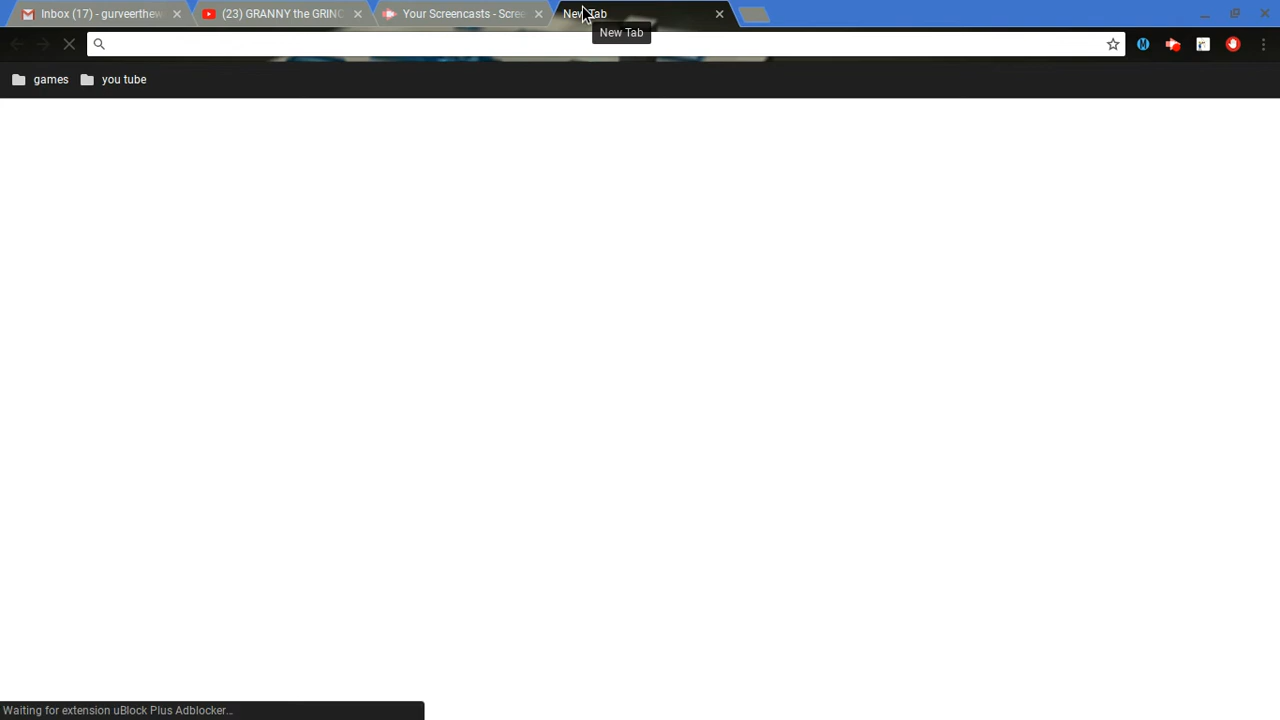 Inbox (17) - gurveerthew
(23) GRANNY the GRINC
Your Screencasts - Scree
New Tab
New Tab
games
you tube
Waiting for extension uBlock Plus Adblocker...